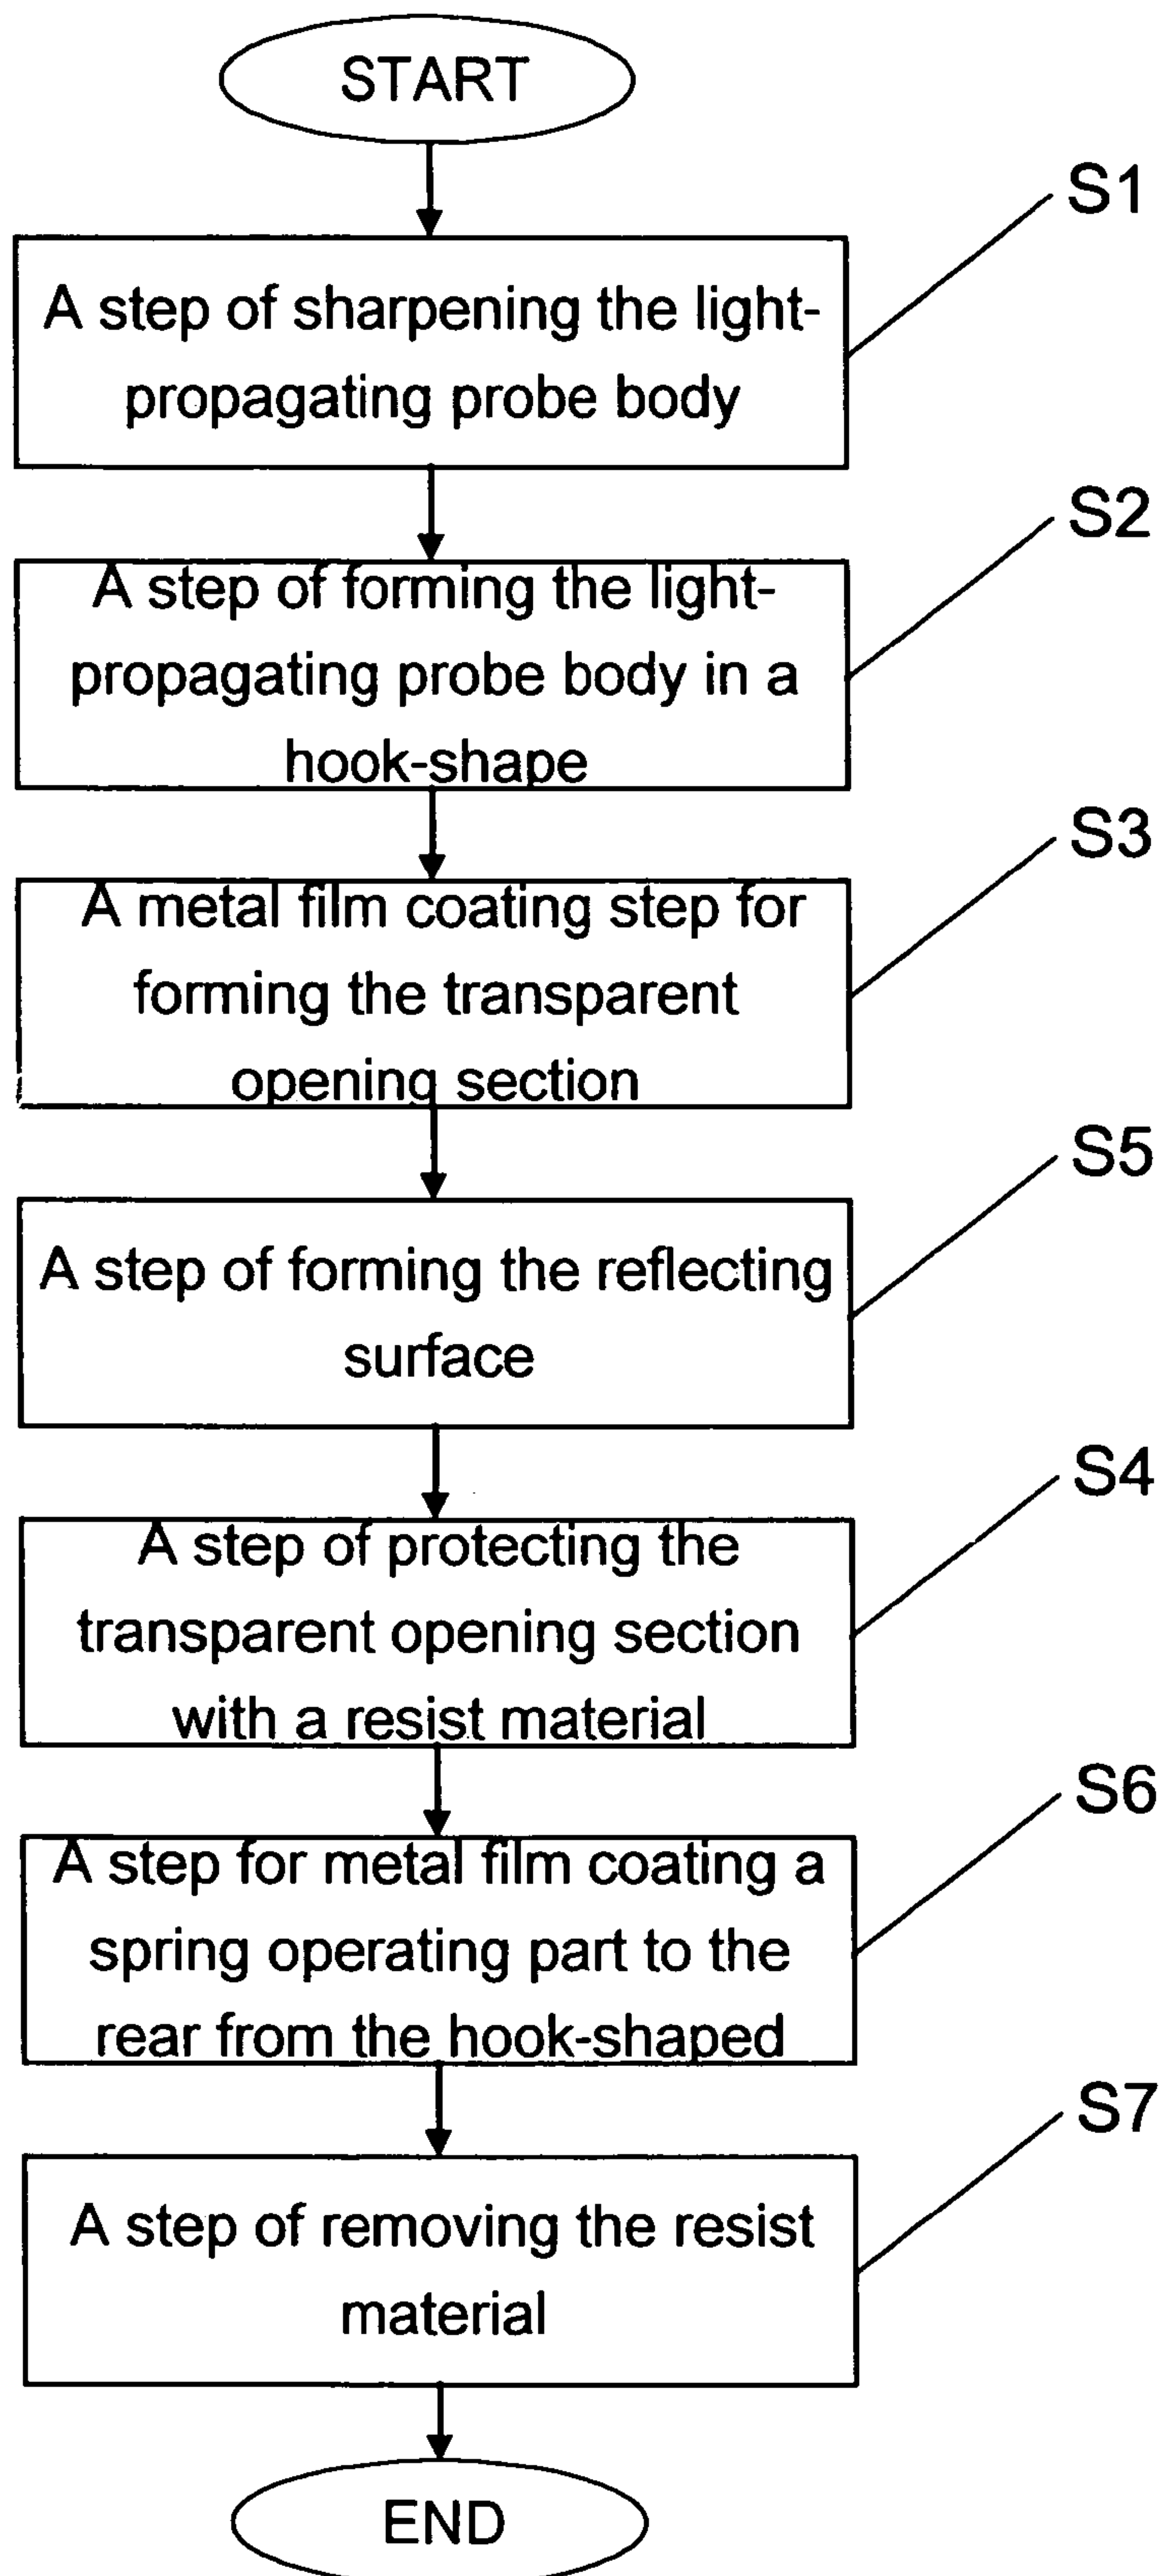 START
S1
A step of sharpening the light-
propagating probe body
S2
A step of forming the light-
propagating probe body in a
hook-shape
S3
A metal film coating step for
forming the transparent
opening section
S5
A step of forming the reflecting
surface
S4
A step of protecting the
transparent opening section
with a resist material
S6
A step for metal film coating a
spring operating part to the
rear from the hook-shaped
S7
A step of removing the resist
material
END